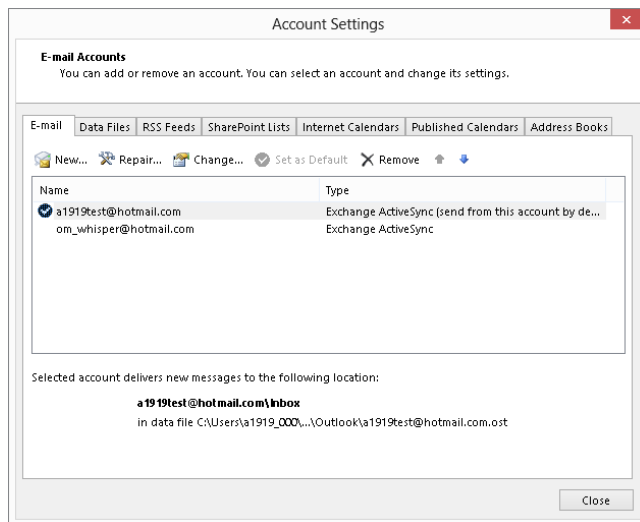 Account Settings
E-mail Accounts
You can add or remove an account. You can select an account and change its settings.
E-mail Data Files RSS Feeds SharePoint Lists Internet Calendars Published Calendars Address Books
New... Repair... Change... Set as Default Remove
Name Type
a1919test@hotmail.com Exchange ActiveSync (send from this account by de...
om_whisper@hotmail.com Exchange ActiveSync
Selected account delivers new messages to the following location:
a1919test@hotmail.com\Inbox
in data file C:\Users\a1919_000\...\Outlook\a1919test@hotmail.com.ost
Close